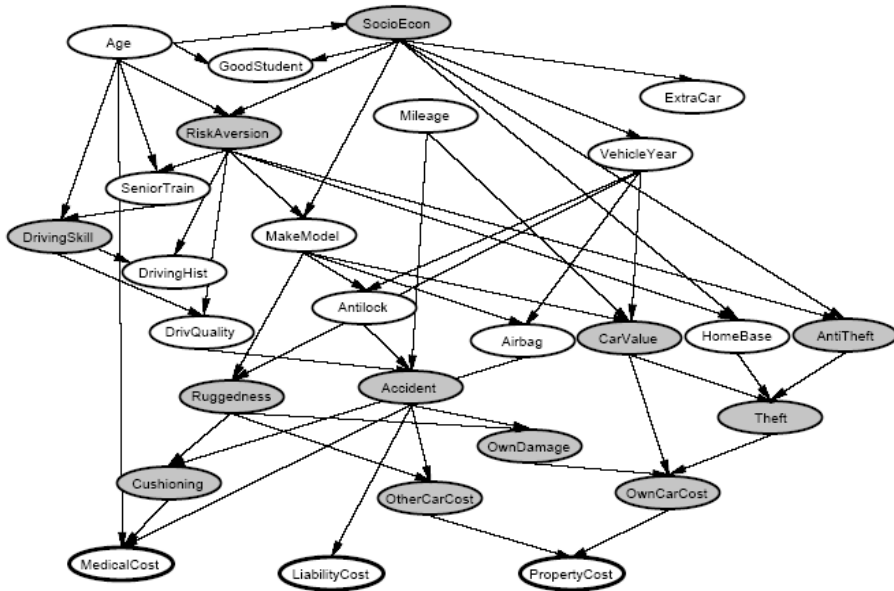 SocioEcon
Age
GoodStudent
ExtraCar
Mileage
RiskAversion
VehicleYear
SeniorTrain
DrivingSkill
MakeModel
DrivingHist
Antilock
DrivQuality
Airbag
CarValue
HomeBase
AntiTheft
Ruggedness
Accident
Theft
OwnDamage
Cushioning
OtherCarCost
OwnCarCost
MedicalCost
LiabilityCost
PropertyCost